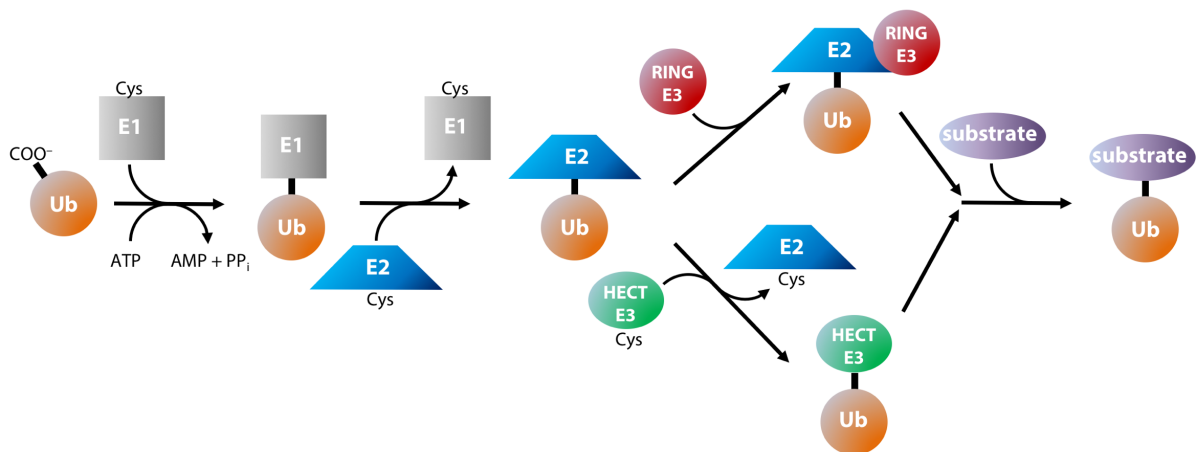 COO⁻
Ub
Cys
E1
ATP
AMP + PPᵢ
E1
Ub
Cys
E1
E2
Cys
E2
Ub
RING
E3
E2
RING
E3
Ub
HECT
E3
Cys
E2
Cys
HECT
E3
Ub
substrate
substrate
Ub